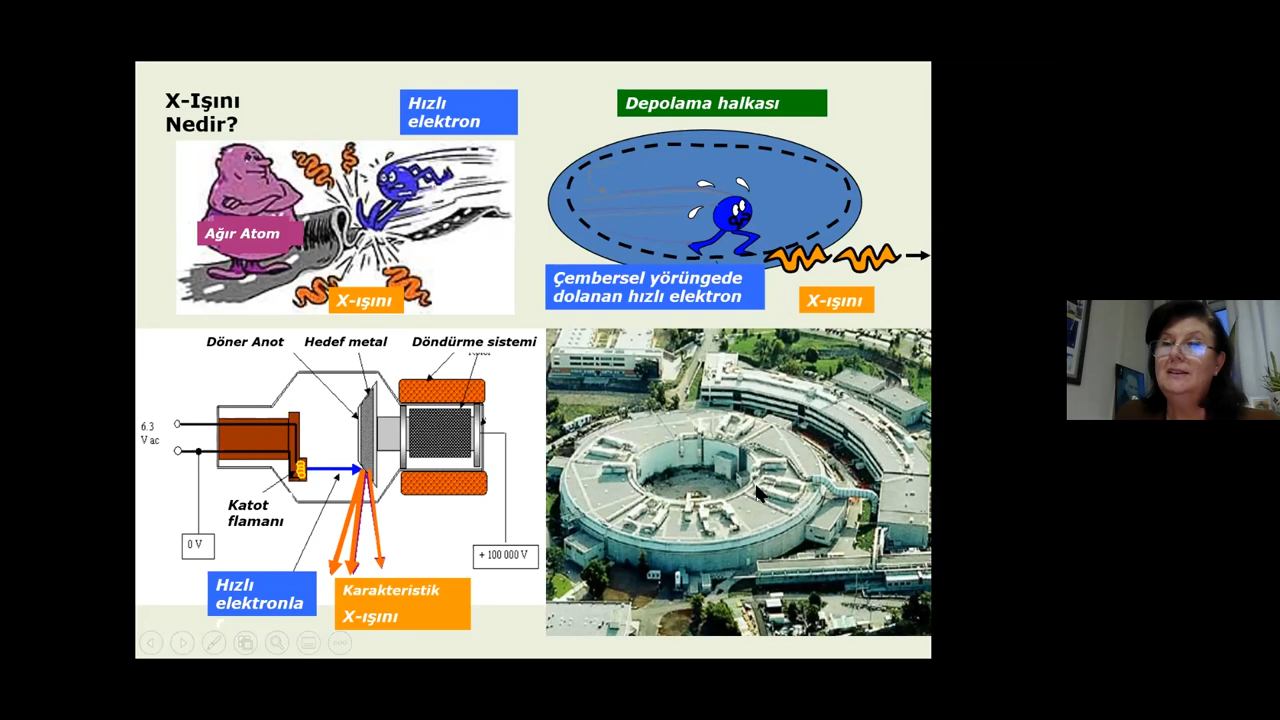 X-Işını
Nedir?
Hızlı
elektron
Depolama halkası
Ağır Atom
X-ışını
Çembersel yörüngede
dolanan hızlı elektron
X-ışını
Döner Anot
Hedef metal
Döndürme sistemi
6.3
V ac
Katot
flamanı
0 V
+ 100 000 V
Hızlı
elektronla
r
Karakteristik
X-ışını